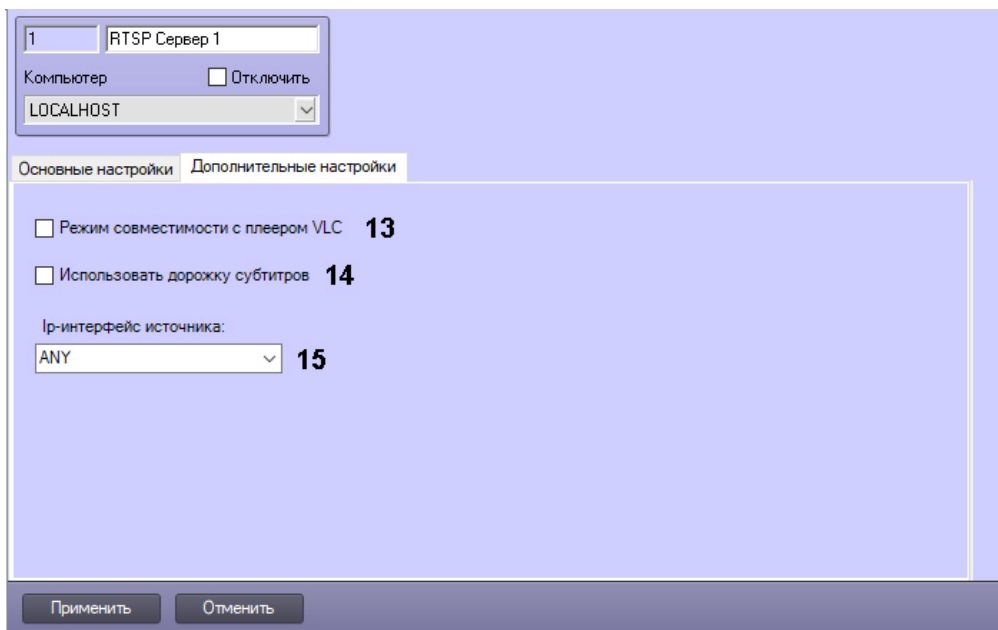 1 RTSP Сервер 1
Компьютер Отключить
LOCALHOST
Основные настройки Дополнительные настройки
Режим совместимости с плеером VLC 13
Использовать дорожку субтитров 14
Ip-интерфейс источника:
ANY 15
Применить Отменить